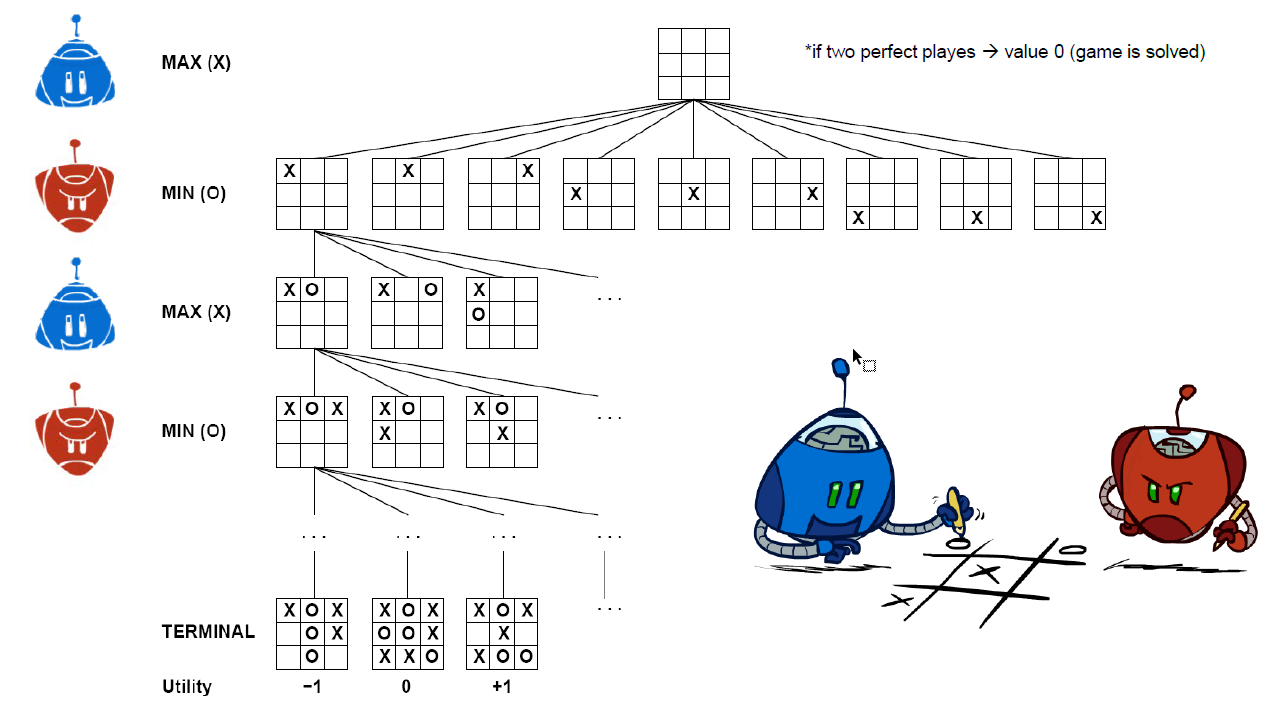 MAX (X)
*if two perfect playes → value 0 (game is solved)
MIN (O)
X X X
X X X
X X X
MAX (X)
X O X O X
O
. . .
MIN (O)
X O X X O X O
X X
. . .
. . . . . . . . . . . .
TERMINAL
X O X X O X X O X
O X O O X X
O X X O X O O
. . .
Utility −1 0 +1
O
X
X
O